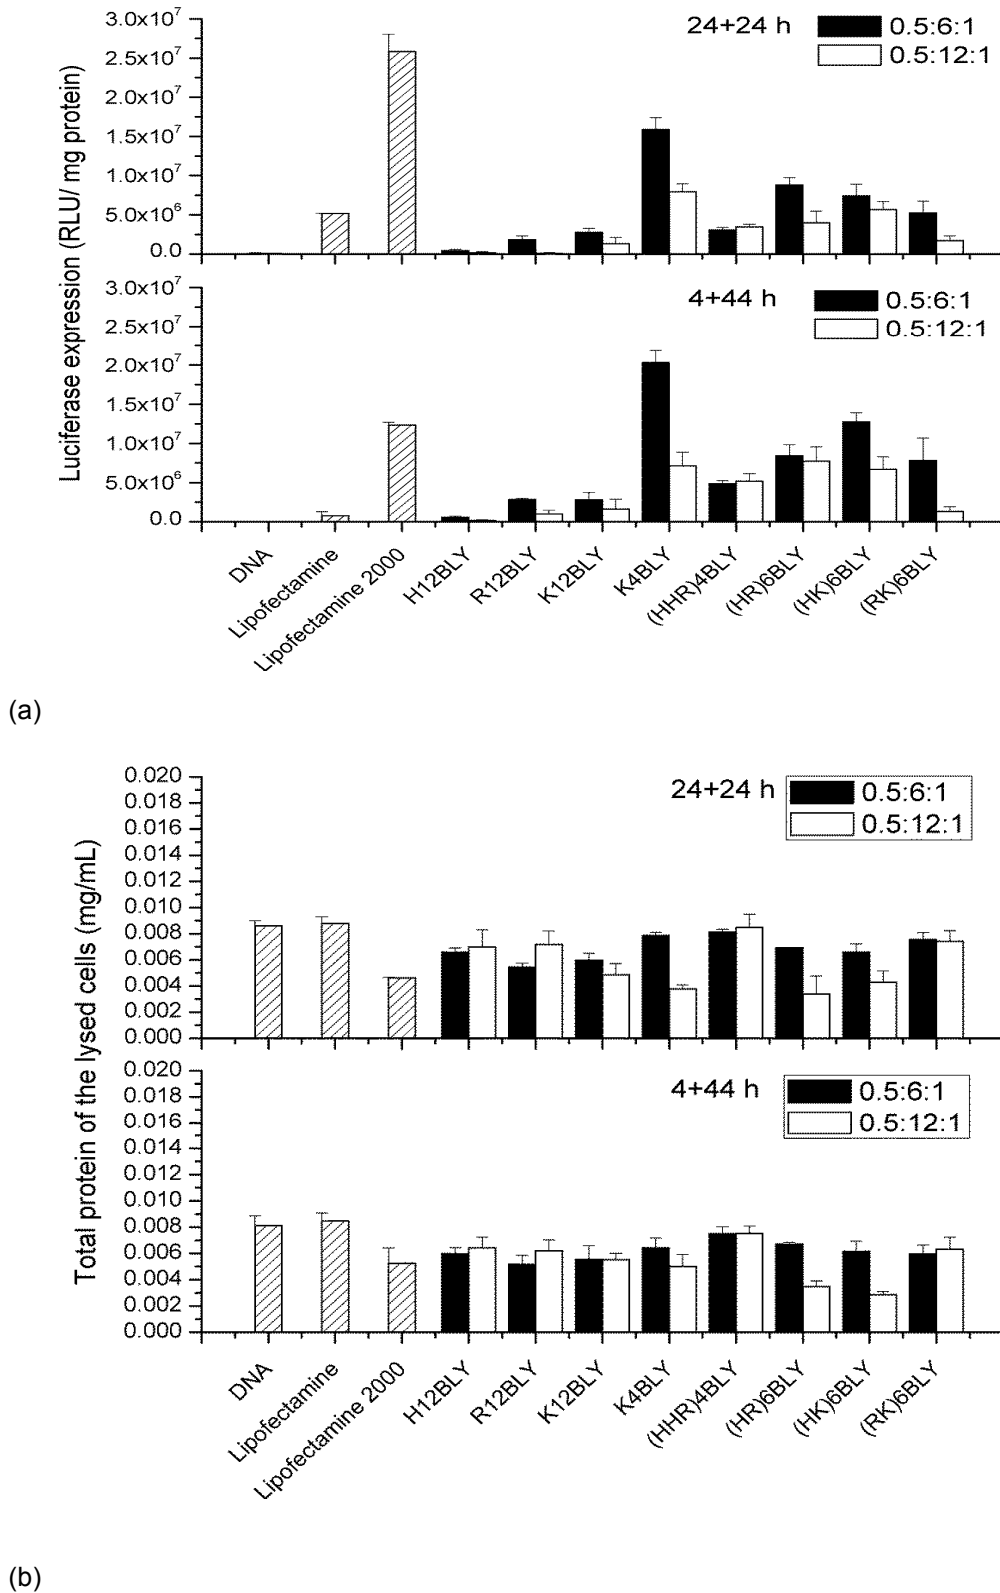 24+24 h
0.5:6:1
0.5:12:1
3.0x10⁷
2.5x10⁷
2.0x10⁷
1.5x10⁷
1.0x10⁷
5.0x10⁶
0.0
Luciferase expression (RLU/ mg protein)
4+44 h
0.5:6:1
0.5:12:1
3.0x10⁷
2.5x10⁷
2.0x10⁷
1.5x10⁷
1.0x10⁷
5.0x10⁶
0.0
DNA
Lipofectamine
Lipofectamine 2000
H12BLY
R12BLY
K12BLY
K4BLY
(HHR)4BLY
(HR)6BLY
(HK)6BLY
(RK)6BLY
(a)
24+24 h
0.5:6:1
0.5:12:1
0.020
0.018
0.016
0.014
0.012
0.010
0.008
0.006
0.004
0.002
0.000
Total protein of the lysed cells (mg/mL)
4+44 h
0.5:6:1
0.5:12:1
0.020
0.018
0.016
0.014
0.012
0.010
0.008
0.006
0.004
0.002
0.000
DNA
Lipofectamine
Lipofectamine 2000
H12BLY
R12BLY
K12BLY
K4BLY
(HHR)4BLY
(HR)6BLY
(HK)6BLY
(RK)6BLY
(b)